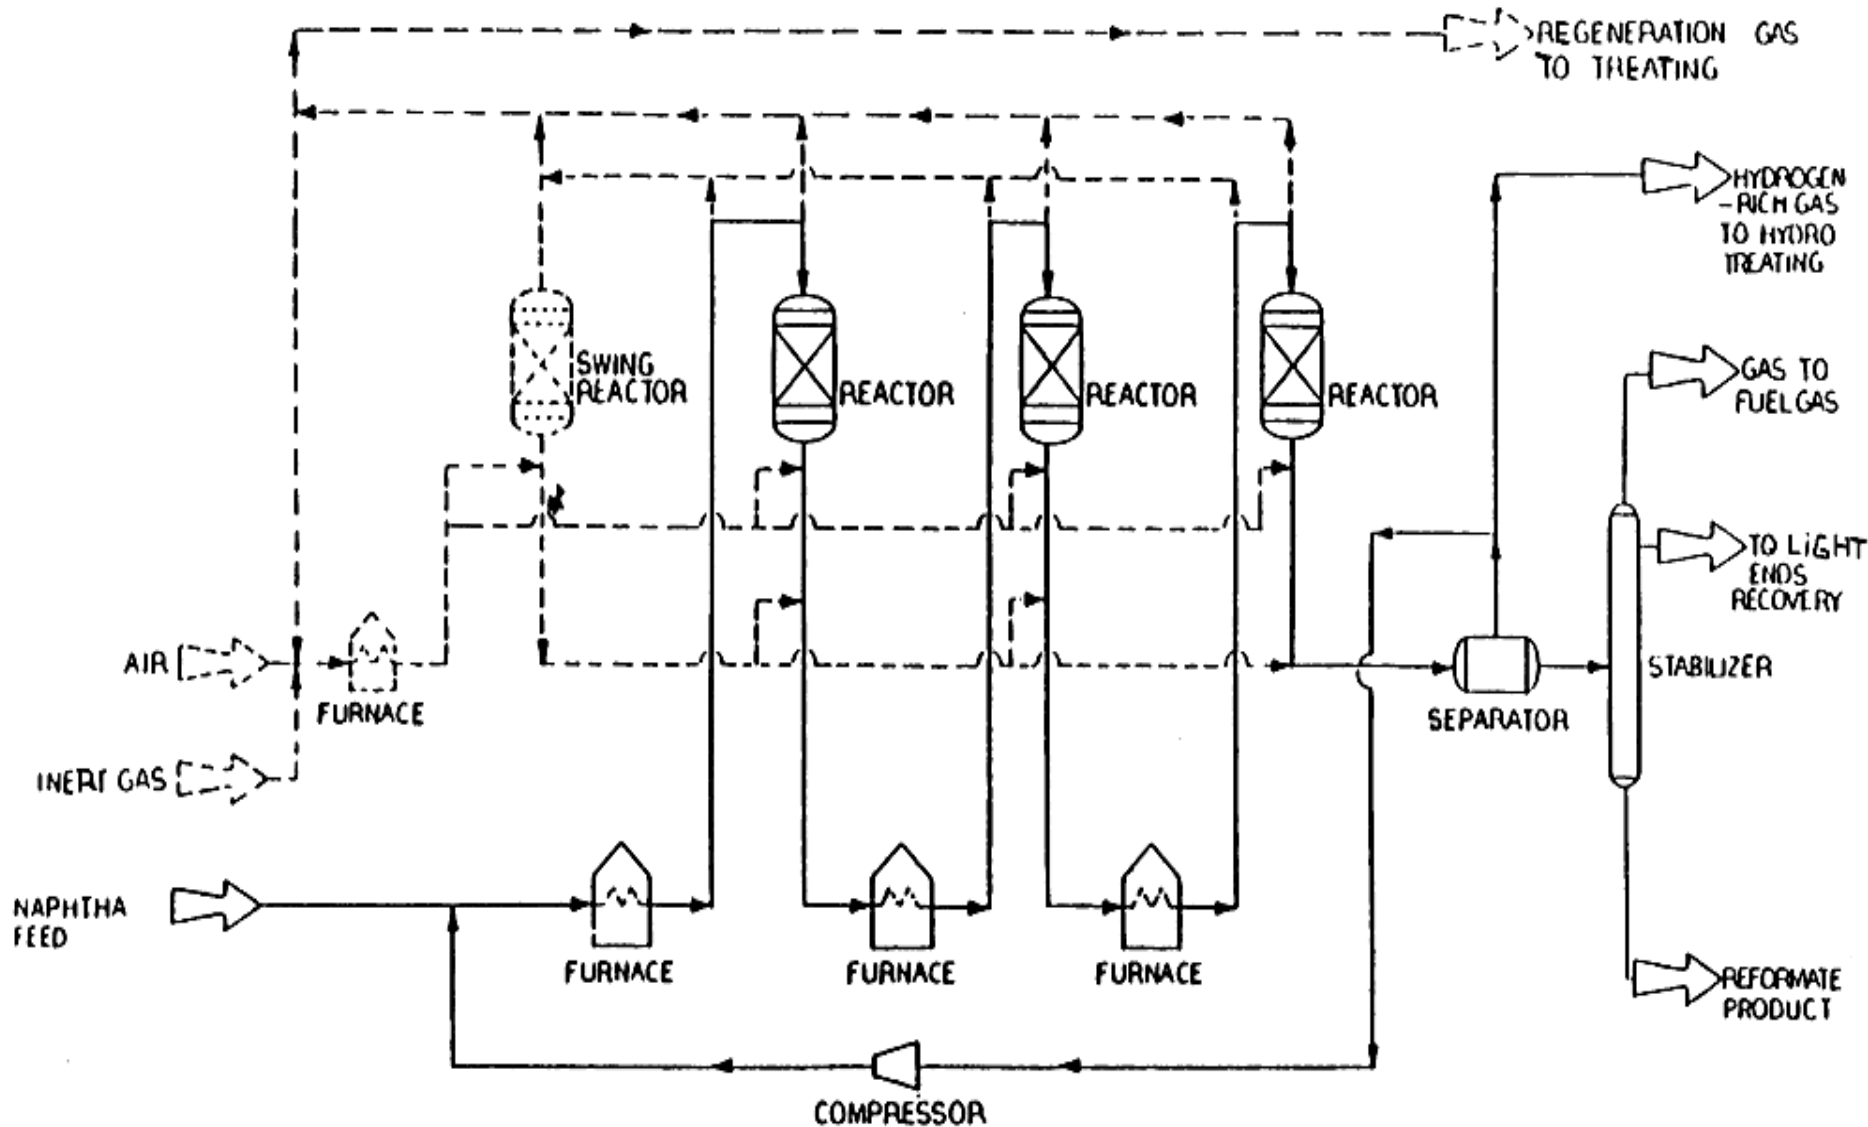 REGENERATION GAS
TO TREATING
HYDROGEN
-RICH GAS
TO HYDRO
TREATING
SWING
REACTOR
REACTOR
REACTOR
REACTOR
GAS TO
FUEL GAS
TO LIGHT
ENDS
RECOVERY
AIR
FURNACE
STABILIZER
SEPARATOR
INERT GAS
NAPHTHA
FEED
FURNACE
FURNACE
FURNACE
REFORMATE
PRODUCT
COMPRESSOR